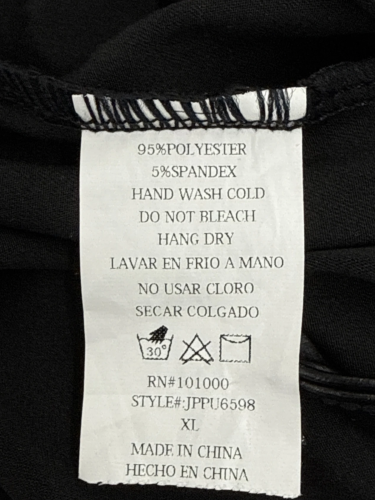 95%POLYESTER
5%SPANDEX
HAND WASH COLD
DO NOT BLEACH
HANG DRY
LAVAR EN FRIO A MANO
NO USAR CLORO
SECAR COLGADO
30°
RN#101000
STYLE#:JPPU6598
XL
MADE IN CHINA
HECHO EN CHINA